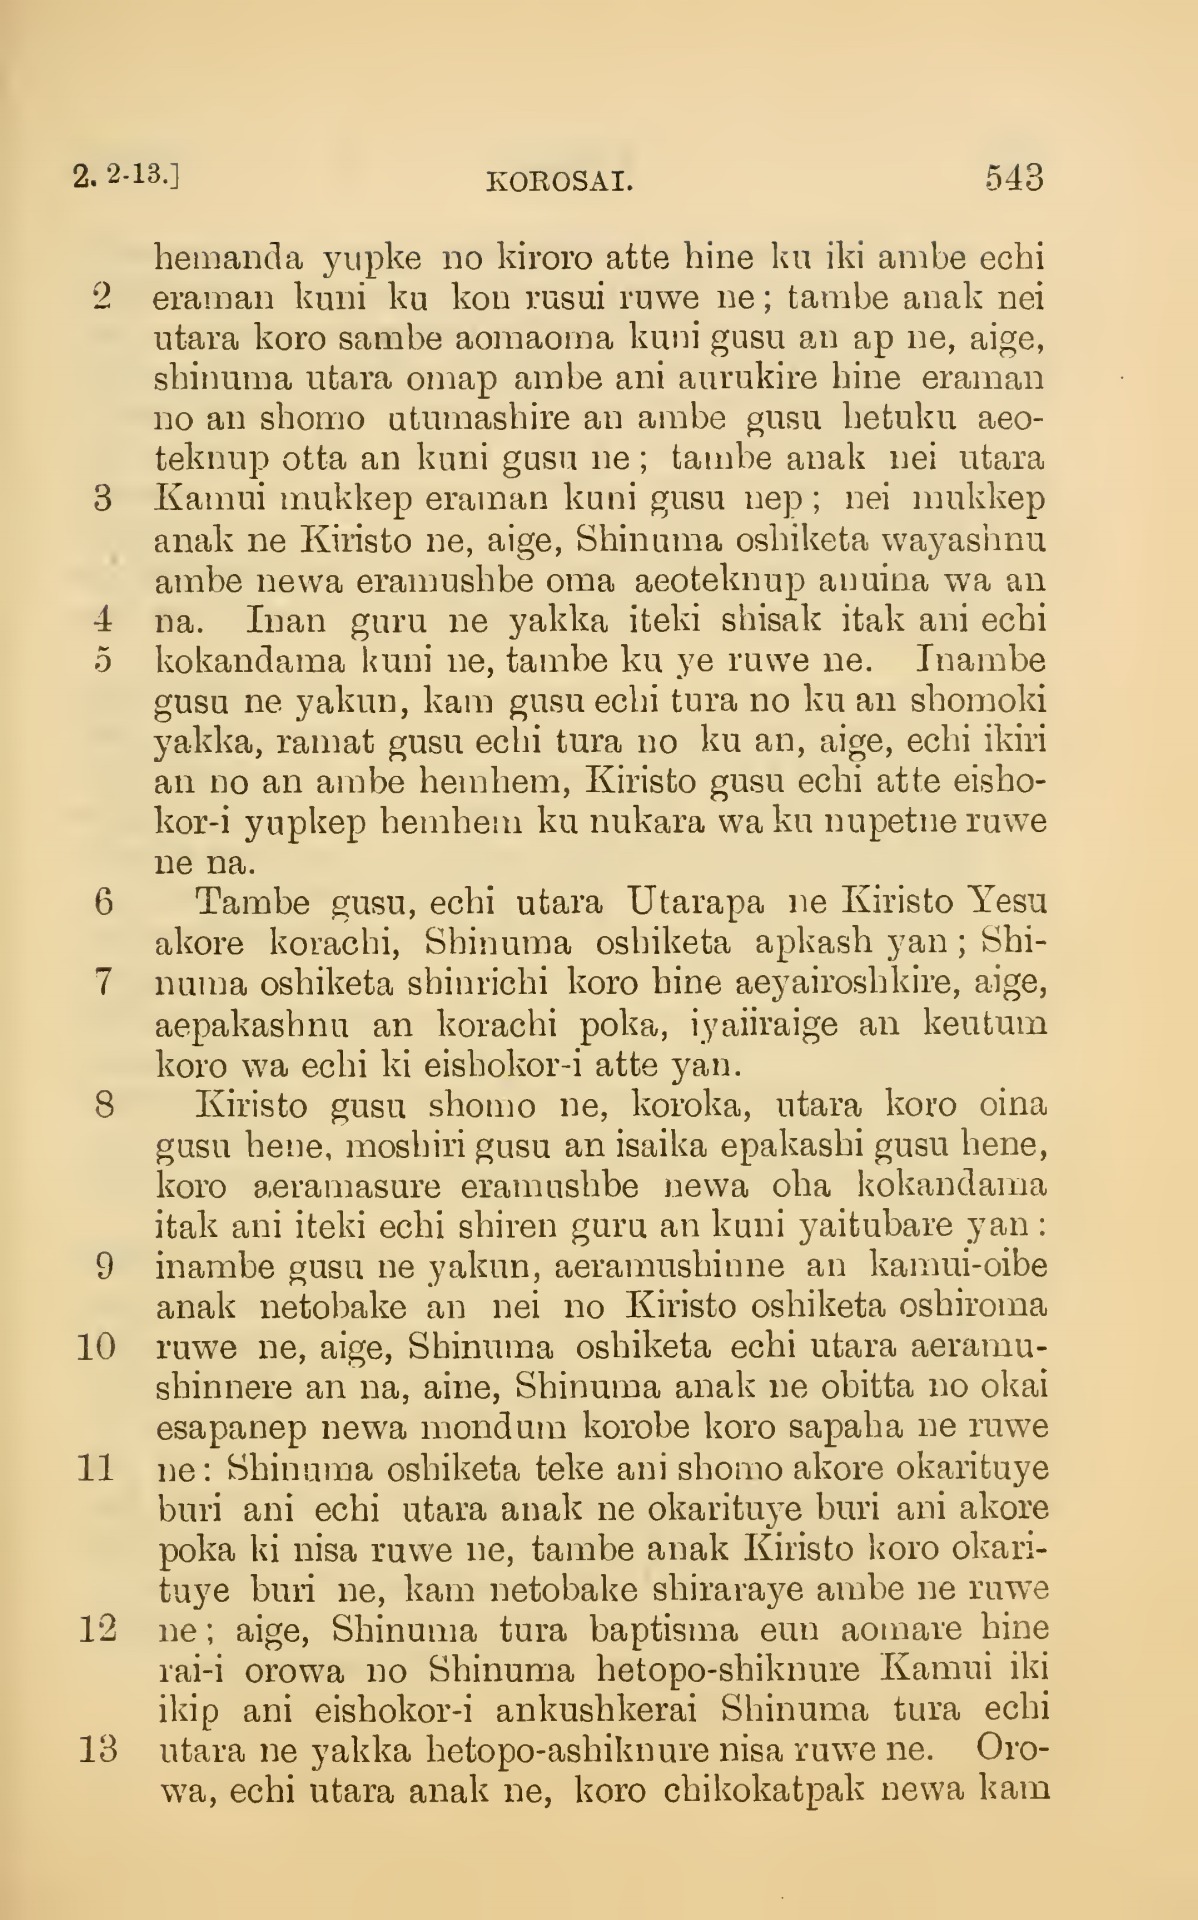 2. 2-13.] KOROSAI. 543
hemanda yupke no kiroro atte hine ku iki ambe echi
2 eraman kuni ku kon rusui ruwe ne; tambe anak nei
utara koro sambe aomaoma kuni gusu an ap ne, aige,
shinuma utara omap ambe ani aurukire hine eraman
no an shomo utumashire an ambe gusu hetuku aeo-
teknup otta an kuni gusu ne; tambe anak nei utara
3 Kamui mukkep eraman kuni gusu nep; nei mukkep
anak ne Kiristo ne, aige, Shinuma oshiketa wayashnu
ambe newa eramushbe oma aeoteknup anuina wa an
4 na. Inan guru ne yakka iteki shisak itak ani echi
5 kokandama kuni ne, tambe ku ye ruwe ne. Inambe
gusu ne yakun, kam gusu echi tura no ku an shomoki
yakka, ramat gusu echi tura no ku an, aige, echi ikiri
an no an ambe hemhem, Kiristo gusu echi atte eisho-
kor-i yupkep hemhem ku nukara wa ku nupetne ruwe
ne na.
6 Tambe gusu, echi utara Utarapa ne Kiristo Yesu
akore korachi, Shinuma oshiketa apkash yan; Shi-
7 numa oshiketa shinrichi koro hine aeyairoshkire, aige,
aepakashnu an korachi poka, iyaiiraige an keutum
koro wa echi ki eishokor-i atte yan.
8 Kiristo gusu shomo ne, koroka, utara koro oina
gusu hene, moshiri gusu an isaika epakashi gusu hene,
koro aeramasure eramushbe newa oha kokandama
itak ani iteki echi shiren guru an kuni yaitubare yan:
9 inambe gusu ne yakun, aeramushinne an kamui-oibe
anak netobake an nei no Kiristo oshiketa oshiroma
10 ruwe ne, aige, Shinuma oshiketa echi utara aeramu-
shinnere an na, aine, Shinuma anak ne obitta no okai
esapanep newa mondum korobe koro sapaha ne ruwe
11 ne: Shinuma oshiketa teke ani shomo akore okarituye
buri ani echi utara anak ne okarituye buri ani akore
poka ki nisa ruwe ne, tambe anak Kiristo koro okari-
tuye buri ne, kam netobake shiraraye ambe ne ruwe
12 ne; aige, Shinuma tura baptisma eun aomare hine
rai-i orowa no Shinuma hetopo-shiknure Kamui iki
ikip ani eishokor-i ankushkerai Shinuma tura echi
13 utara ne yakka hetopo-ashiknure nisa ruwe ne. Oro-
wa, echi utara anak ne, koro chikokatpak newa kam